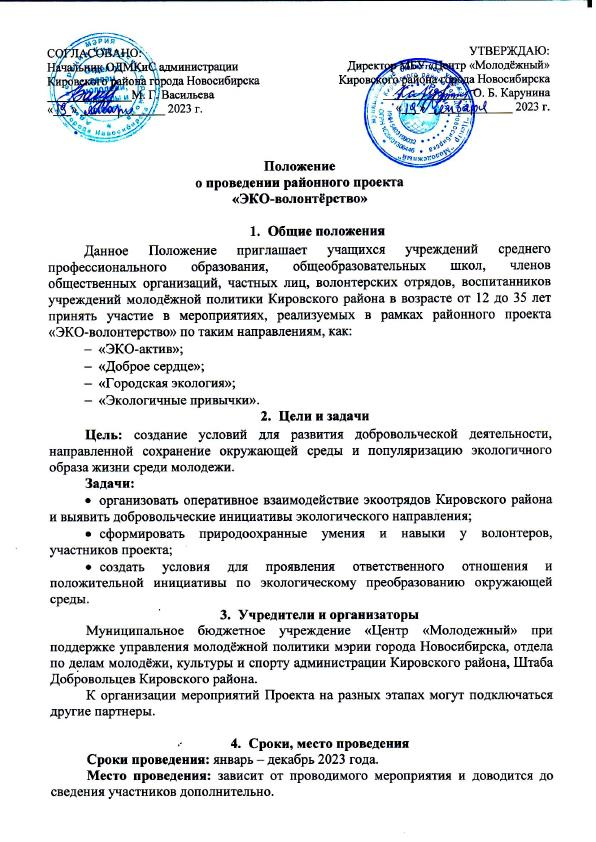 СОГЛАСОВАНО:
Начальник ОДМКиС администрации
Кировского района города Новосибирска
М. Г. Васильева
« 19 » января 2023 г.
УТВЕРЖДАЮ:
Директор МБУ «Центр «Молодёжный»
Кировского района города Новосибирска
О. Б. Карунина
« 19 » января 2023 г.
Положение
о проведении районного проекта
«ЭКО-волонтёрство»
1. Общие положения
Данное Положение приглашает учащихся учреждений среднего
профессионального образования, общеобразовательных школ, членов
общественных организаций, частных лиц, волонтерских отрядов, воспитанников
учреждений молодёжной политики Кировского района в возрасте от 12 до 35 лет
принять участие в мероприятиях, реализуемых в рамках районного проекта
«ЭКО-волонтерство» по таким направлениям, как:
– «ЭКО-актив»;
– «Доброе сердце»;
– «Городская экология»;
– «Экологичные привычки».
2. Цели и задачи
Цель: создание условий для развития добровольческой деятельности,
направленной сохранение окружающей среды и популяризацию экологичного
образа жизни среди молодежи.
Задачи:
• организовать оперативное взаимодействие экоотрядов Кировского района
и выявить добровольческие инициативы экологического направления;
• сформировать природоохранные умения и навыки у волонтеров,
участников проекта;
• создать условия для проявления ответственного отношения и
положительной инициативы по экологическому преобразованию окружающей
среды.
3. Учредители и организаторы
Муниципальное бюджетное учреждение «Центр «Молодежный» при
поддержке управления молодёжной политики мэрии города Новосибирска, отдела
по делам молодёжи, культуры и спорту администрации Кировского района, Штаба
Добровольцев Кировского района.
К организации мероприятий Проекта на разных этапах могут подключаться
другие партнеры.
4. Сроки, место проведения
Сроки проведения: январь – декабрь 2023 года.
Место проведения: зависит от проводимого мероприятия и доводится до
сведения участников дополнительно.